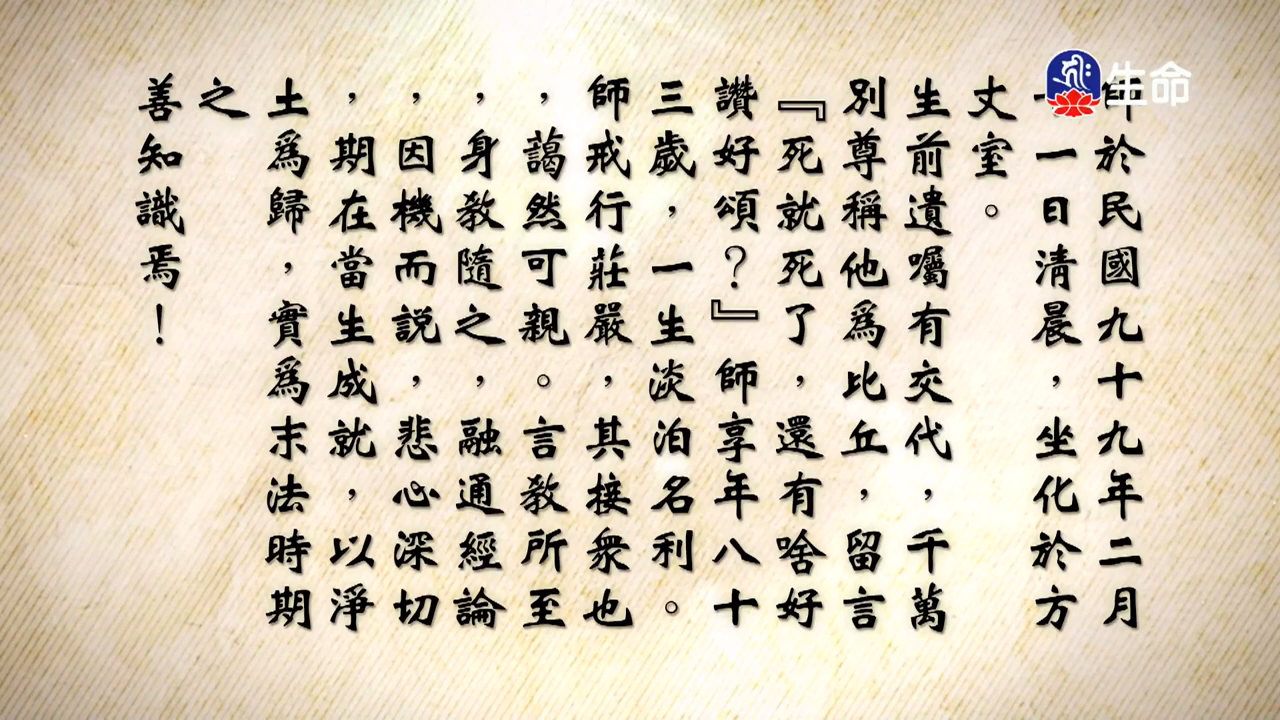 師於民國九十九年二月
一日清晨，坐化於方
丈室。
生前遺囑有交代，千萬
別尊稱他爲比丘，留言
『死就死了，還有啥好
讚好頌？』師享年八十
三歲，一生淡泊名利。
師戒行莊嚴，其接衆也
，藹然可親。言教所至
，身教隨之，融通經論
，因機而説，悲心深切
，期在當生成就，以淨
土爲歸，實爲末法時期
之
善知識焉！
生命